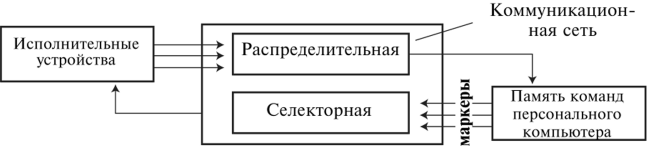 Коммуникацион-
ная сеть
Исполнительные
устройства
Распределительная
Селекторная
маркеры
Память команд
персонального
компьютера